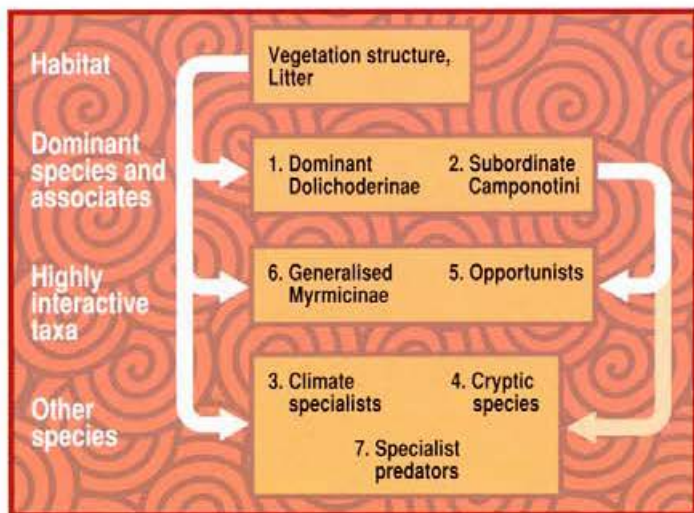 Habitat
Vegetation structure,
Litter
Dominant
species and
associates
1. Dominant
Dolichoderinae
2. Subordinate
Camponotini
Highly
interactive
taxa
6. Generalised
Myrmicinae
5. Opportunists
Other
species
3. Climate
specialists
4. Cryptic
species
7. Specialist
predators